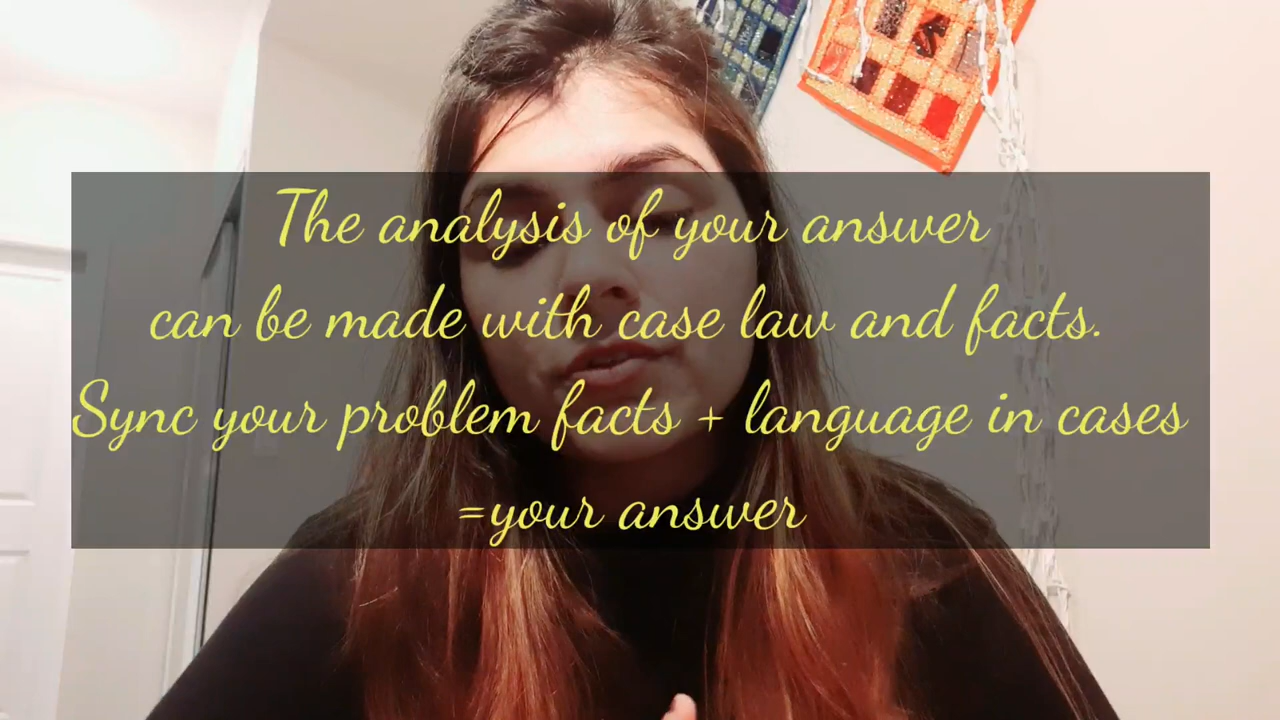 The analysis of your answer
can be made with case law and facts.
Sync your problem facts + language in cases
=your answer